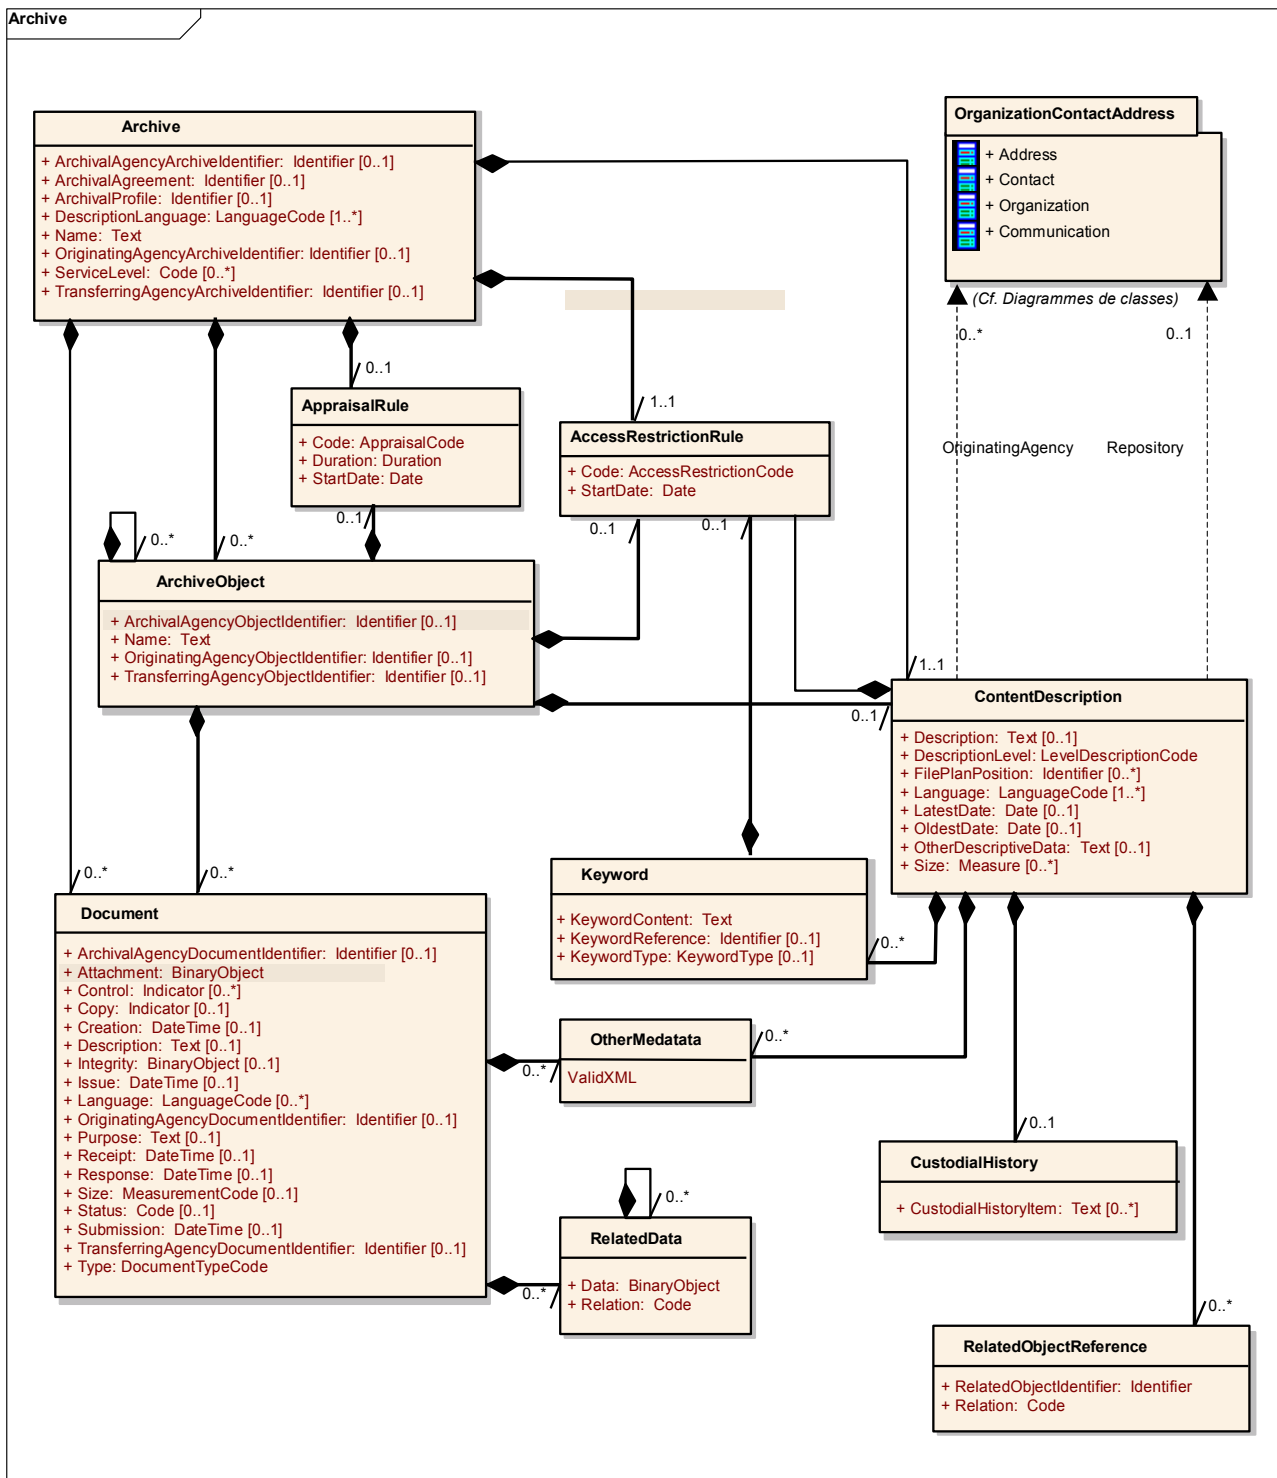 Archive
Archive
+ ArchivalAgencyArchiveIdentifier: Identifier [0..1]
+ ArchivalAgreement: Identifier [0..1]
+ ArchivalProfile: Identifier [0..1]
+ DescriptionLanguage: LanguageCode [1..*]
+ Name: Text
+ OriginatingAgencyArchiveIdentifier: Identifier [0..1]
+ ServiceLevel: Code [0..*]
+ TransferringAgencyArchiveIdentifier: Identifier [0..1]
OrganizationContactAddress
+ Address
+ Contact
+ Organization
+ Communication
(Cf. Diagrammes de classes)
0..*
0..1
OriginatingAgency
Repository
0..1
AppraisalRule
+ Code: AppraisalCode
+ Duration: Duration
+ StartDate: Date
1..1
AccessRestrictionRule
+ Code: AccessRestrictionCode
+ StartDate: Date
0..1
0..1
0..1
0..*
0..*
ArchiveObject
+ ArchivalAgencyObjectIdentifier: Identifier [0..1]
+ Name: Text
+ OriginatingAgencyObjectIdentifier: Identifier [0..1]
+ TransferringAgencyObjectIdentifier: Identifier [0..1]
1..1
0..1
ContentDescription
+ Description: Text [0..1]
+ DescriptionLevel: LevelDescriptionCode
+ FilePlanPosition: Identifier [0..*]
+ Language: LanguageCode [1..*]
+ LatestDate: Date [0..1]
+ OldestDate: Date [0..1]
+ OtherDescriptiveData: Text [0..1]
+ Size: Measure [0..*]
0..*
0..*
Document
+ ArchivalAgencyDocumentIdentifier: Identifier [0..1]
+ Attachment: BinaryObject
+ Control: Indicator [0..*]
+ Copy: Indicator [0..1]
+ Creation: DateTime [0..1]
+ Description: Text [0..1]
+ Integrity: BinaryObject [0..1]
+ Issue: DateTime [0..1]
+ Language: LanguageCode [0..*]
+ OriginatingAgencyDocumentIdentifier: Identifier [0..1]
+ Purpose: Text [0..1]
+ Receipt: DateTime [0..1]
+ Response: DateTime [0..1]
+ Size: MeasurementCode [0..1]
+ Status: Code [0..1]
+ Submission: DateTime [0..1]
+ TransferringAgencyDocumentIdentifier: Identifier [0..1]
+ Type: DocumentTypeCode
Keyword
+ KeywordContent: Text
+ KeywordReference: Identifier [0..1]
+ KeywordType: KeywordType [0..1]
0..*
OtherMedatata
ValidXML
0..*
0..*
0..1
CustodialHistory
+ CustodialHistoryItem: Text [0..*]
0..*
RelatedData
+ Data: BinaryObject
+ Relation: Code
0..*
0..*
RelatedObjectReference
+ RelatedObjectIdentifier: Identifier
+ Relation: Code